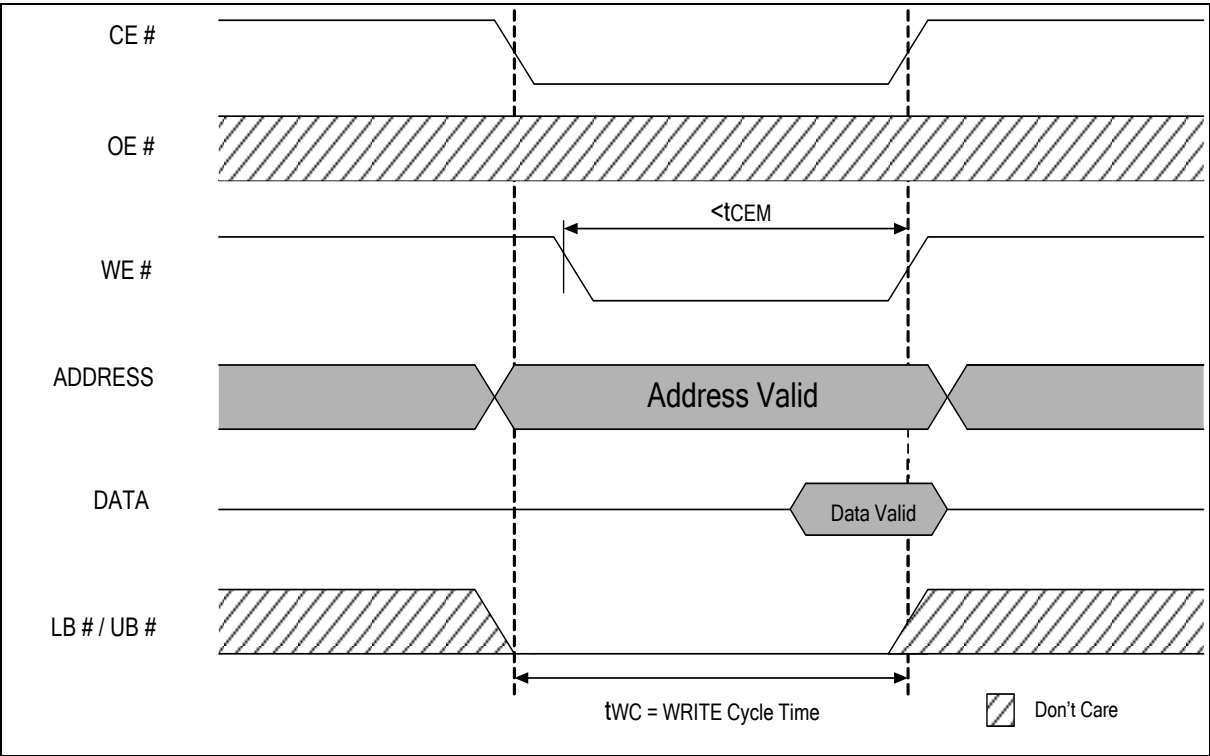 CE #
OE #
<tCEM
WE #
ADDRESS
Address Valid
DATA
Data Valid
LB # / UB #
tWC = WRITE Cycle Time
Don't Care